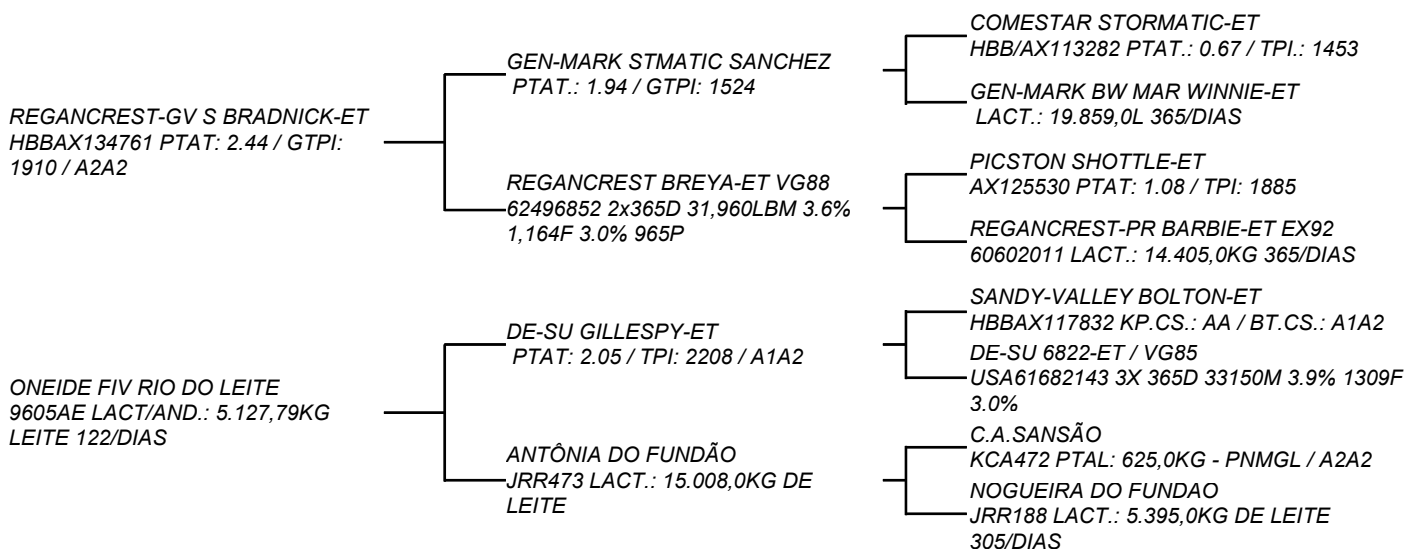 REGANCREST-GV S BRADNICK-ET
HBBAX134761 PTAT: 2.44 / GTPI:
1910 / A2A2
ONEIDE FIV RIO DO LEITE
9605AE LACT/AND.: 5.127,79KG
LEITE 122/DIAS
GEN-MARK STMATIC SANCHEZ
PTAT.: 1.94 / GTPI: 1524
REGANCREST BREYA-ET VG88
62496852 2x365D 31,960LBM 3.6%
1,164F 3.0% 965P
DE-SU GILLESPY-ET
PTAT: 2.05 / TPI: 2208 / A1A2
ANTÔNIA DO FUNDÃO
JRR473 LACT.: 15.008,0KG DE
LEITE
COMESTAR STORMATIC-ET
HBB/AX113282 PTAT.: 0.67 / TPI.: 1453
GEN-MARK BW MAR WINNIE-ET
LACT.: 19.859,0L 365/DIAS
PICSTON SHOTTLE-ET
AX125530 PTAT: 1.08 / TPI: 1885
REGANCREST-PR BARBIE-ET EX92
60602011 LACT.: 14.405,0KG 365/DIAS
SANDY-VALLEY BOLTON-ET
HBBAX117832 KP.CS.: AA / BT.CS.: A1A2
DE-SU 6822-ET / VG85
USA61682143 3X 365D 33150M 3.9% 1309F
3.0%
C.A.SANSÃO
KCA472 PTAL: 625,0KG - PNMGL / A2A2
NOGUEIRA DO FUNDAO
JRR188 LACT.: 5.395,0KG DE LEITE
305/DIAS